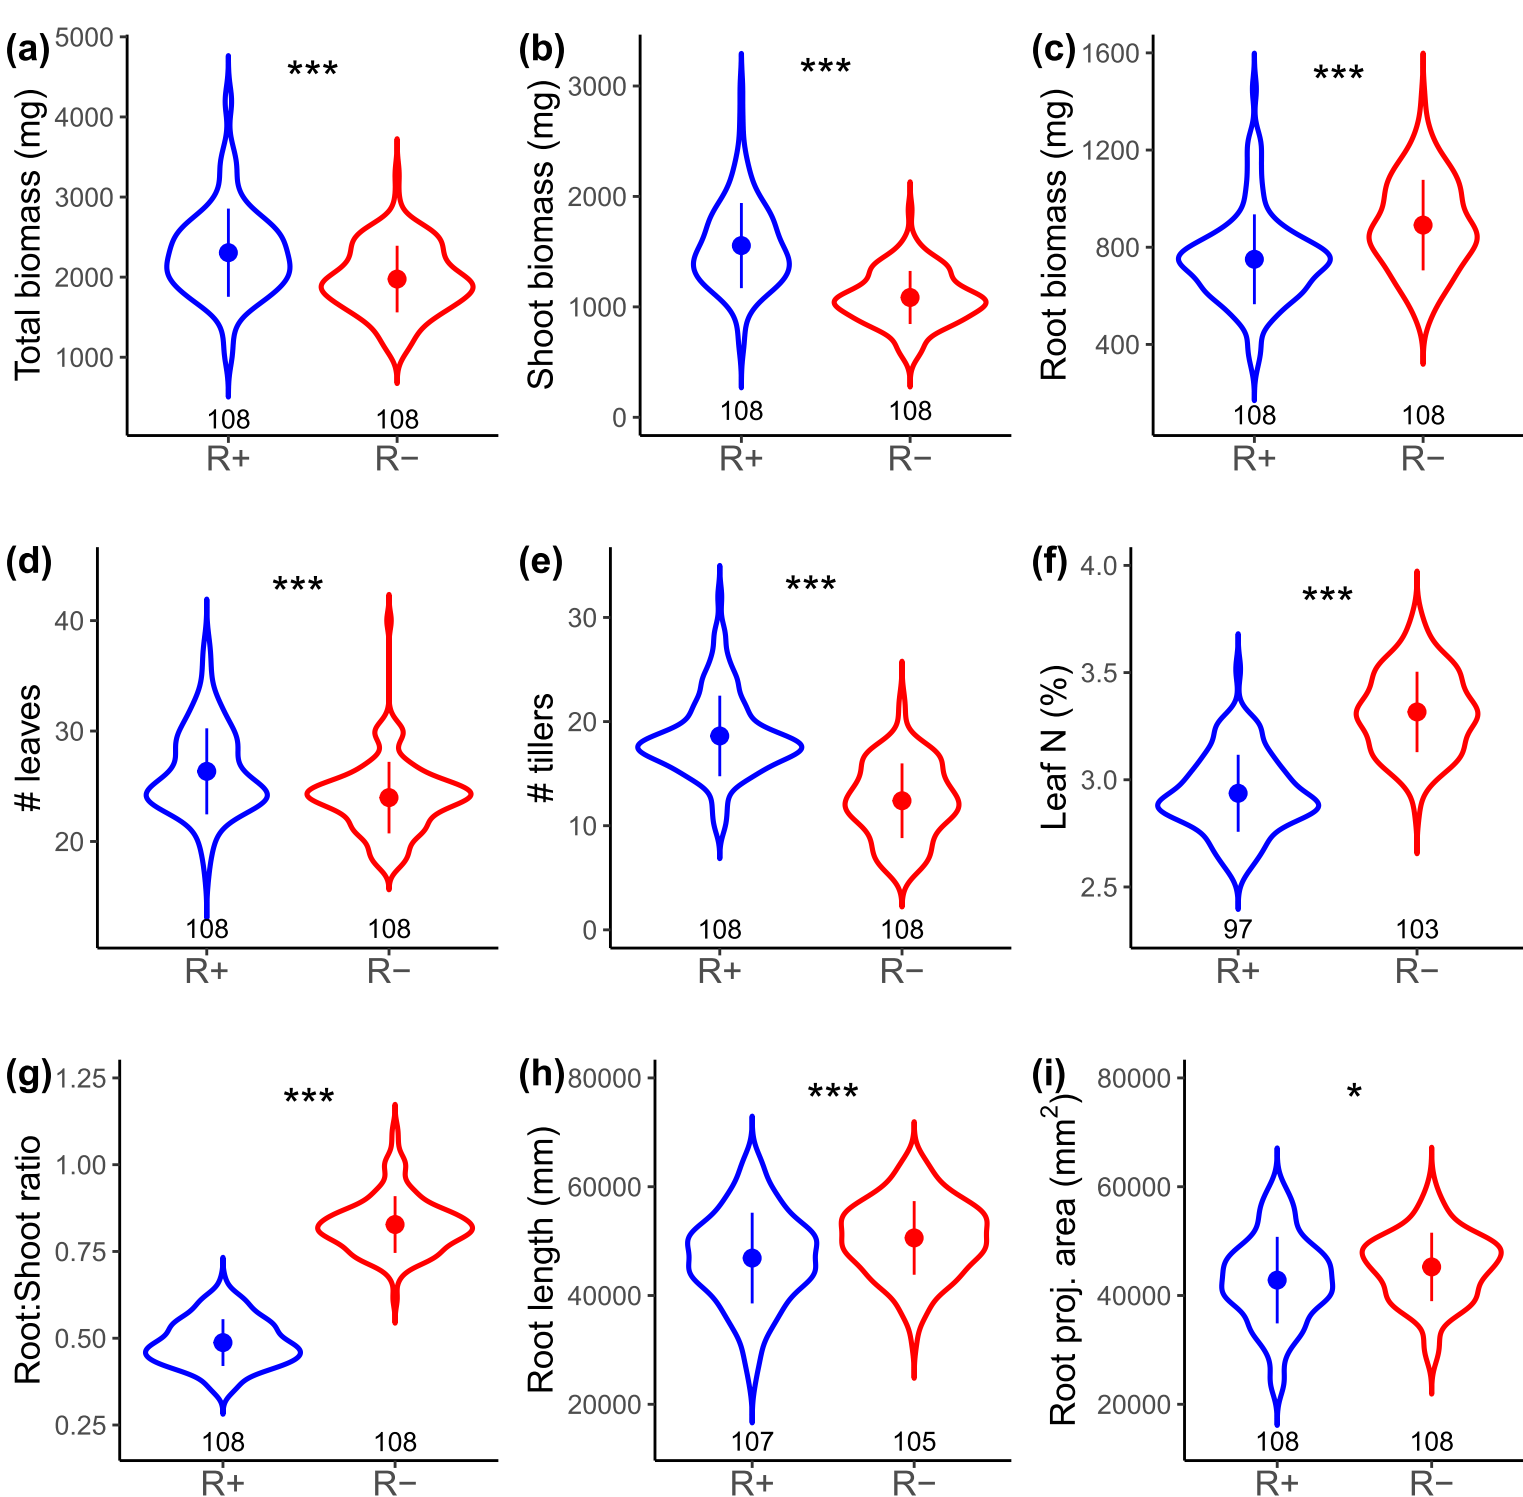 (a)
Total biomass (mg)
5000
4000
3000
2000
1000
***
108
108
R+
R−
(b)
Shoot biomass (mg)
3000
2000
1000
0
***
108
108
R+
R−
(c)
Root biomass (mg)
1600
1200
800
400
***
108
108
R+
R−
(d)
# leaves
40
30
20
***
108
108
R+
R−
(e)
# tillers
30
20
10
0
***
108
108
R+
R−
(f)
Leaf N (%)
4.0
3.5
3.0
2.5
***
97
103
R+
R−
(g)
Root:Shoot ratio
1.25
1.00
0.75
0.50
0.25
***
108
108
R+
R−
(h)
Root length (mm)
80000
60000
40000
20000
***
107
105
R+
R−
(i)
Root proj. area (mm²)
80000
60000
40000
20000
*
108
108
R+
R−